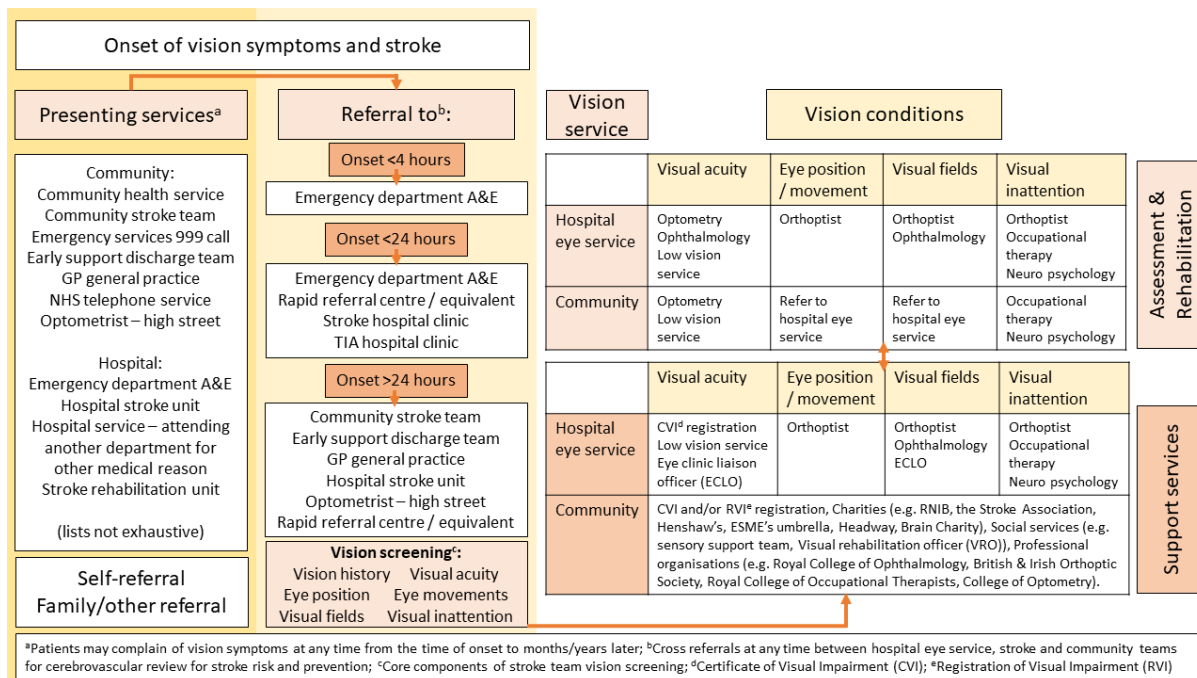 Onset of vision symptoms and stroke
Presenting servicesᵃ
Community:
Community health service
Community stroke team
Emergency services 999 call
Early support discharge team
GP general practice
NHS telephone service
Optometrist – high street
Hospital:
Emergency department A&E
Hospital stroke unit
Hospital service – attending
another department for
other medical reason
Stroke rehabilitation unit
(lists not exhaustive)
Self-referral
Family/other referral
Referral toᵇ:
Onset <4 hours
Emergency department A&E
Onset <24 hours
Emergency department A&E
Rapid referral centre / equivalent
Stroke hospital clinic
TIA hospital clinic
Onset >24 hours
Community stroke team
Early support discharge team
GP general practice
Hospital stroke unit
Optometrist – high street
Rapid referral centre / equivalent
Vision screeningᶜ:
Vision history Visual acuity
Eye position Eye movements
Visual fields Visual inattention
Vision
service
Vision conditions
Visual acuity
Eye position
/ movement
Visual fields
Visual
inattention
Hospital
eye service
Optometry
Ophthalmology
Low vision
service
Orthoptist
Orthoptist
Ophthalmology
Orthoptist
Occupational
therapy
Neuro psychology
Community
Optometry
Low vision
service
Refer to
hospital eye
service
Refer to
hospital eye
service
Occupational
therapy
Neuro psychology
Assessment &
Rehabilitation
Visual acuity
Eye position
/ movement
Visual fields
Visual
inattention
Hospital
eye service
CVIᵈ registration
Low vision service
Eye clinic liaison
officer (ECLO)
Orthoptist
Orthoptist
Ophthalmology
ECLO
Orthoptist
Occupational
therapy
Neuro psychology
Community
CVI and/or RVIᵉ registration, Charities (e.g. RNIB, the Stroke Association,
Henshaw's, ESME's umbrella, Headway, Brain Charity), Social services (e.g.
sensory support team, Visual rehabilitation officer (VRO)), Professional
organisations (e.g. Royal College of Ophthalmology, British & Irish Orthoptic
Society, Royal College of Occupational Therapists, College of Optometry).
Support services
ᵃPatients may complain of vision symptoms at any time from the time of onset to months/years later; ᵇCross referrals at any time between hospital eye service, stroke and community teams
for cerebrovascular review for stroke risk and prevention; ᶜCore components of stroke team vision screening; ᵈCertificate of Visual Impairment (CVI); ᵉRegistration of Visual Impairment (RVI)